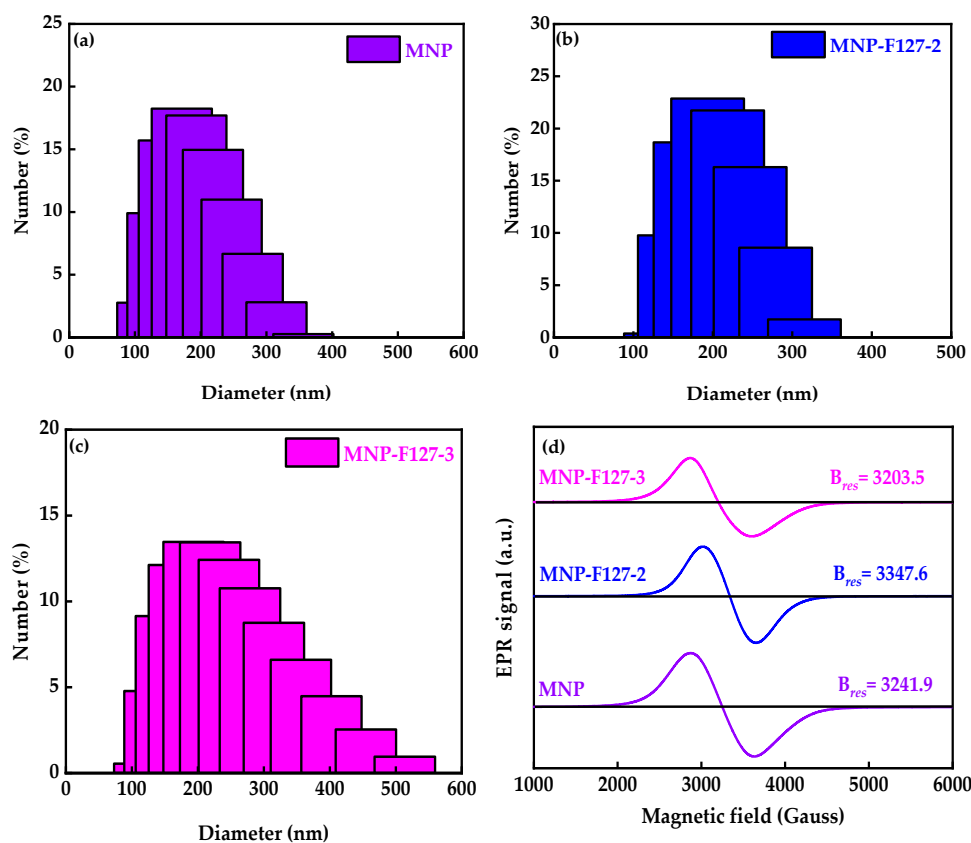 (a)
MNP
25
20
15
10
5
0
Number (%)
0 100 200 300 400 500 600
Diameter (nm)
(b)
MNP-F127-2
30
25
20
15
10
5
0
Number (%)
0 100 200 300 400 500
Diameter (nm)
(c)
MNP-F127-3
20
15
10
5
0
Number (%)
0 100 200 300 400 500 600
Diameter (nm)
(d)
MNP-F127-3
Bres= 3203.5
MNP-F127-2
Bres= 3347.6
MNP
Bres= 3241.9
EPR signal (a.u.)
1000 2000 3000 4000 5000 6000
Magnetic field (Gauss)